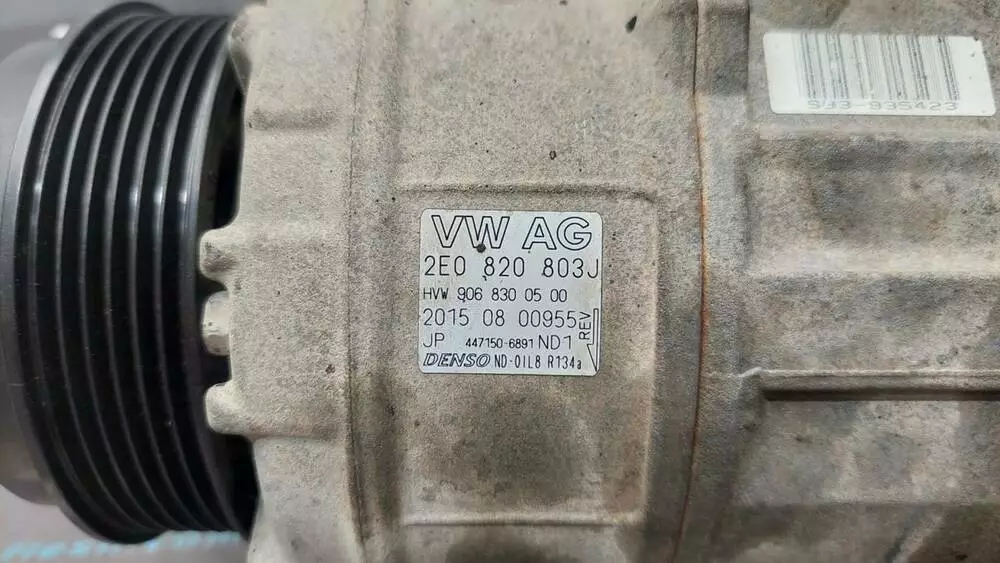 S93-935423
VW AG
2E0 820 803J
HVW 906 830 05 00
2015 08 00955
REV
JP 447150-6891 ND1
DENSO ND-OIL8 R134a